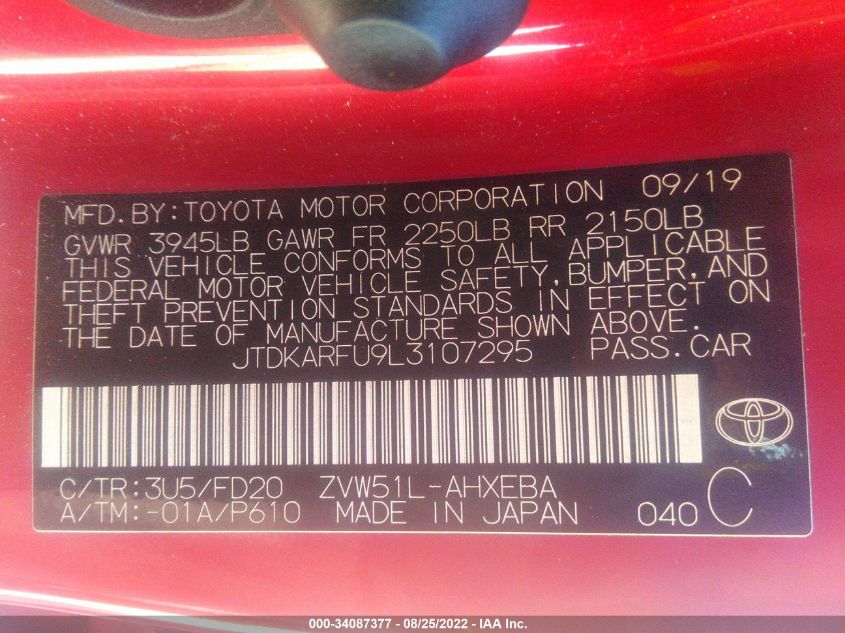 MFD.BY:TOYOTA MOTOR CORPORATION 09/19
GVWR 3945LB GAWR FR 2250LB RR 2150LB
THIS VEHICLE CONFORMS TO ALL APPLICABLE
FEDERAL MOTOR VEHICLE SAFETY,BUMPER,AND
THEFT PREVENTION STANDARDS IN EFFECT ON
THE DATE OF MANUFACTURE SHOWN ABOVE.
JTDKARFU9L3107295 PASS.CAR
C/TR:3U5/FD20 ZVW51L-AHXEBA C
A/TM:-01A/P610 MADE IN JAPAN 040
000-34087377 - 08/25/2022 - IAA Inc.